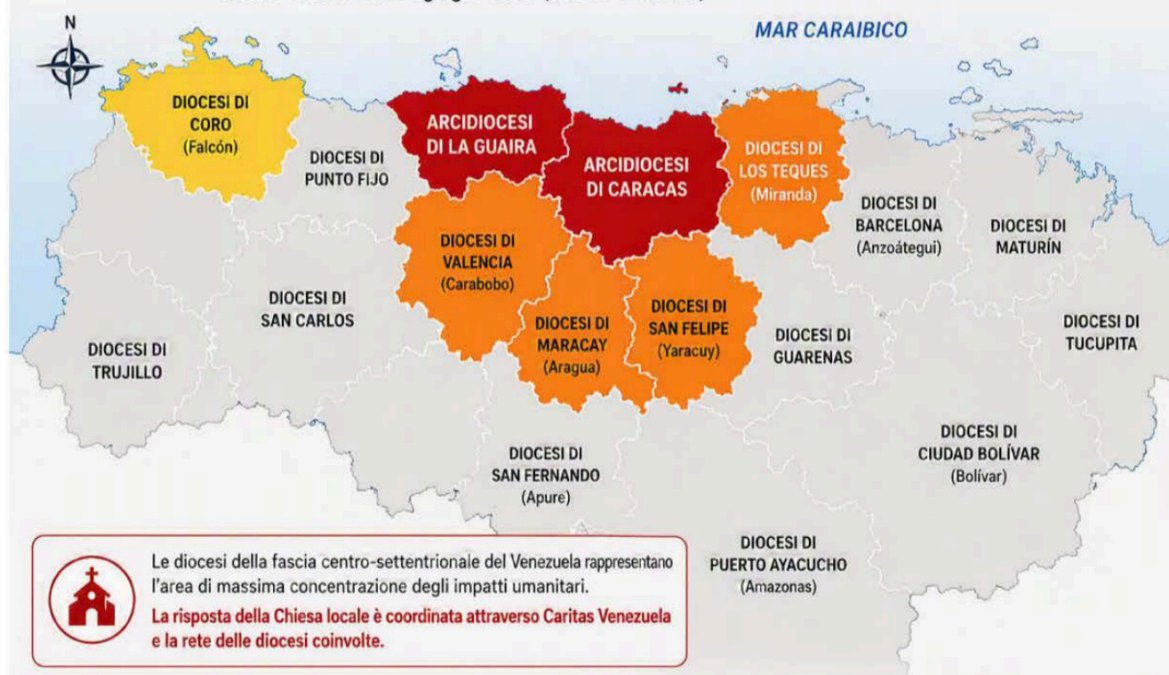 N
MAR CARAIBICO
DIOCESI DI
CORO
(Falcón)
DIOCESI DI
PUNTO FIJO
ARCIDIOCESI
DI LA GUAIRA
ARCIDIOCESI
DI CARACAS
DIOCESI DI
LOS TEQUES
(Miranda)
DIOCESI DI
BARCELONA
(Anzoátegui)
DIOCESI DI
MATURÍN
DIOCESI DI
VALENCIA
(Carabobo)
DIOCESI DI
SAN CARLOS
DIOCESI DI
MARACAY
(Aragua)
DIOCESI DI
SAN FELIPE
(Yaracuy)
DIOCESI DI
GUARENAS
DIOCESI DI
TUCUPITA
DIOCESI DI
TRUJILLO
DIOCESI DI
SAN FERNANDO
(Apure)
DIOCESI DI
CIUDAD BOLÍVAR
(Bolívar)
DIOCESI DI
PUERTO AYACUCHO
(Amazonas)
Le diocesi della fascia centro-settentrionale del Venezuela rappresentano
l'area di massima concentrazione degli impatti umanitari.
La risposta della Chiesa locale è coordinata attraverso Caritas Venezuela
e la rete delle diocesi coinvolte.